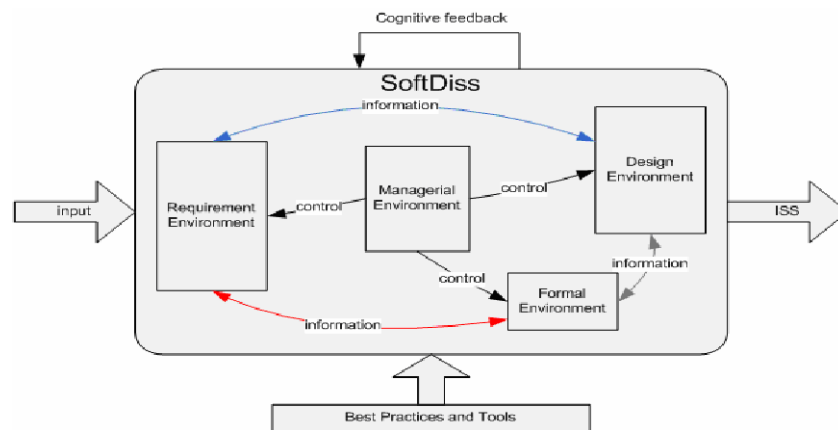 Cognitive feedback
SoftDiss
information
Requirement
Environment
Managerial
Environment
Design
Environment
control
control
control
input
ISS
information
Formal
Environment
information
Best Practices and Tools